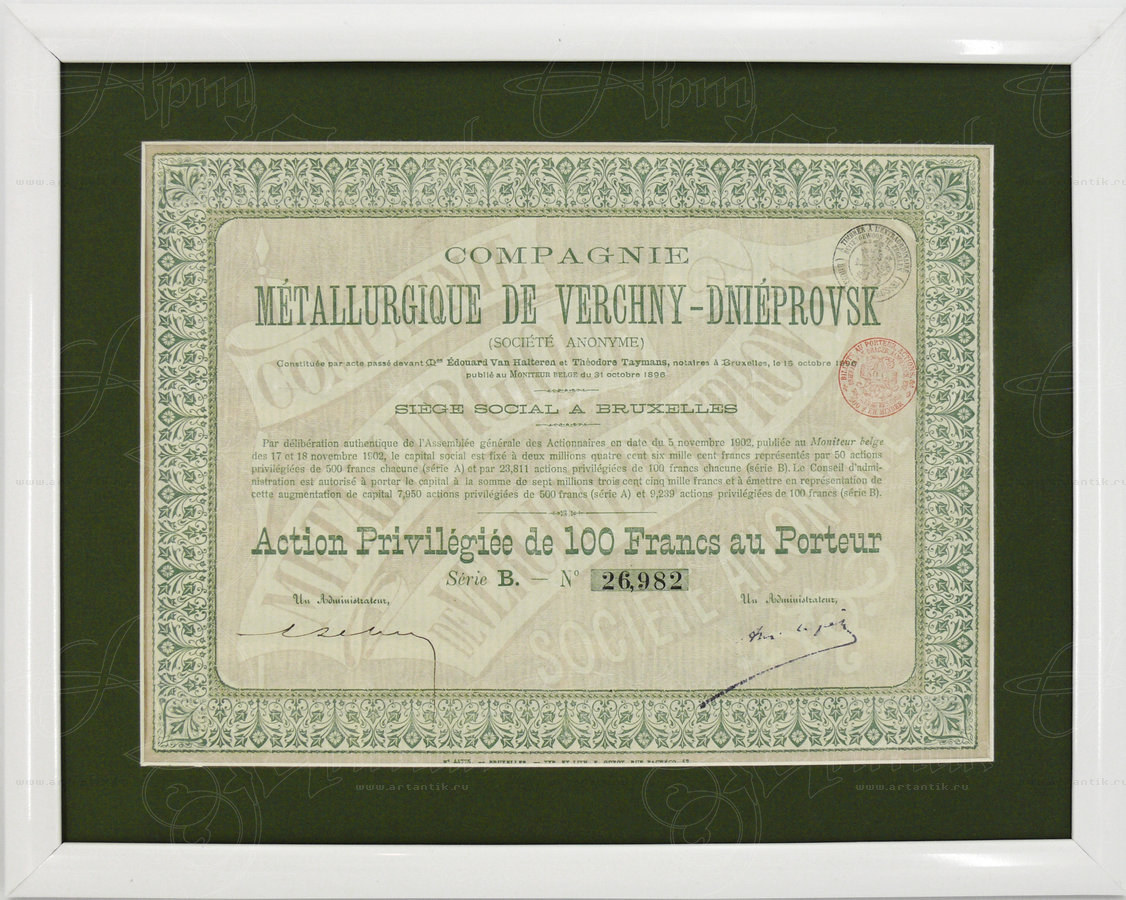 COMPAGNIE
MÉTALLURGIQUE DE VERCHNY-DNIÉPROVSK
(SOCIÉTÉ ANONYME)
Constituée par acte passé devant Mes Édouard Van Halteren et Théodore Taymans, notaires à Bruxelles, le 15 octobre
publié au MONITEUR BELGE du 31 octobre 1896
SIEGE SOCIAL A BRUXELLES
Par délibération authentique de l'Assemblée générale des Actionnaires en date du 5 novembre 1902, publiée au Moniteur belge
des 17 et 18 novembre 1902, le capital social est fixé à deux millions quatre cent six mille cent francs représentés par 50 actions
privilégiées de 500 francs chacune (série A) et par 23,811 actions privilégiées de 100 francs chacune (série B). Le Conseil d'admi-
nistration est autorisé à porter le capital à la somme de sept millions trois cent cinq mille francs et à émettre en représentation de
cette augmentation de capital 7,950 actions privilégiées de 500 francs (série A) et 9,239 actions privilégiées de 100 francs (série B).
Action Privilégiée de 100 Francs au Porteur
Série B. — No 26,982
Un Administrateur,
Un Administrateur,
www.artantik.ru